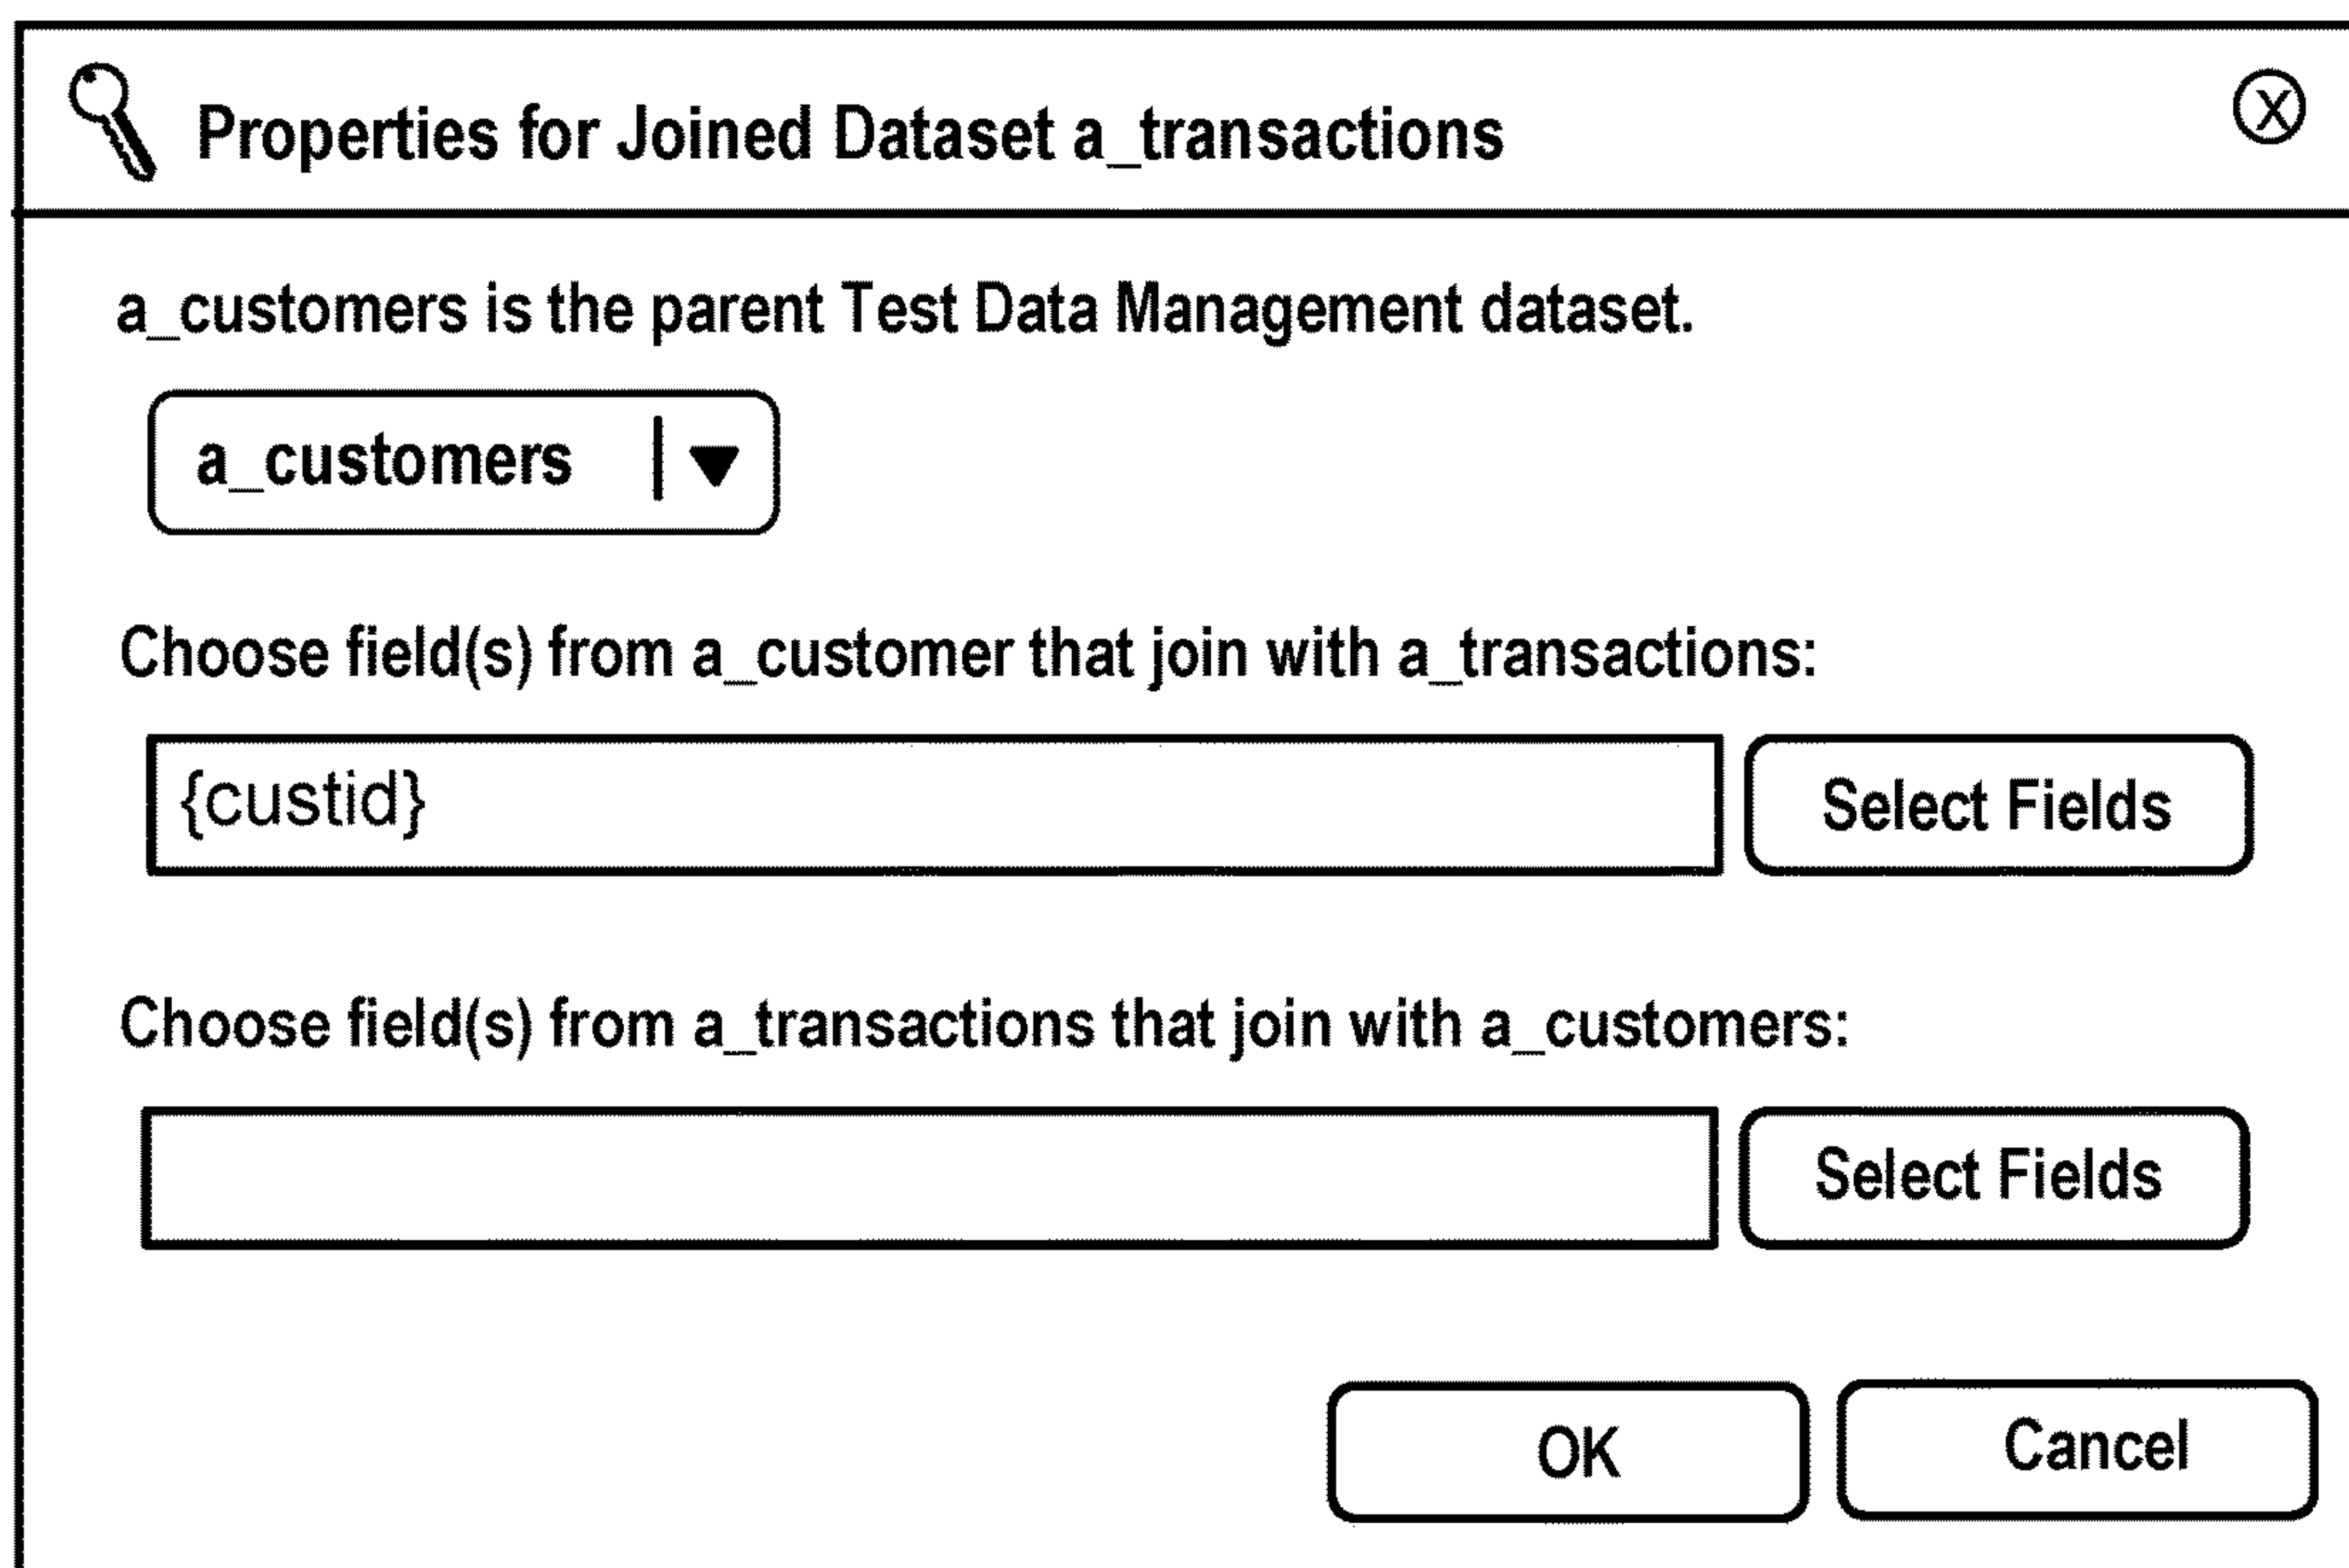 Properties for Joined Dataset a_transactions
X
a_customers is the parent Test Data Management dataset.
a_customers
Choose field(s) from a_customer that join with a_transactions:
{custid}
Select Fields
Choose field(s) from a_transactions that join with a_customers:
Select Fields
OK
Cancel